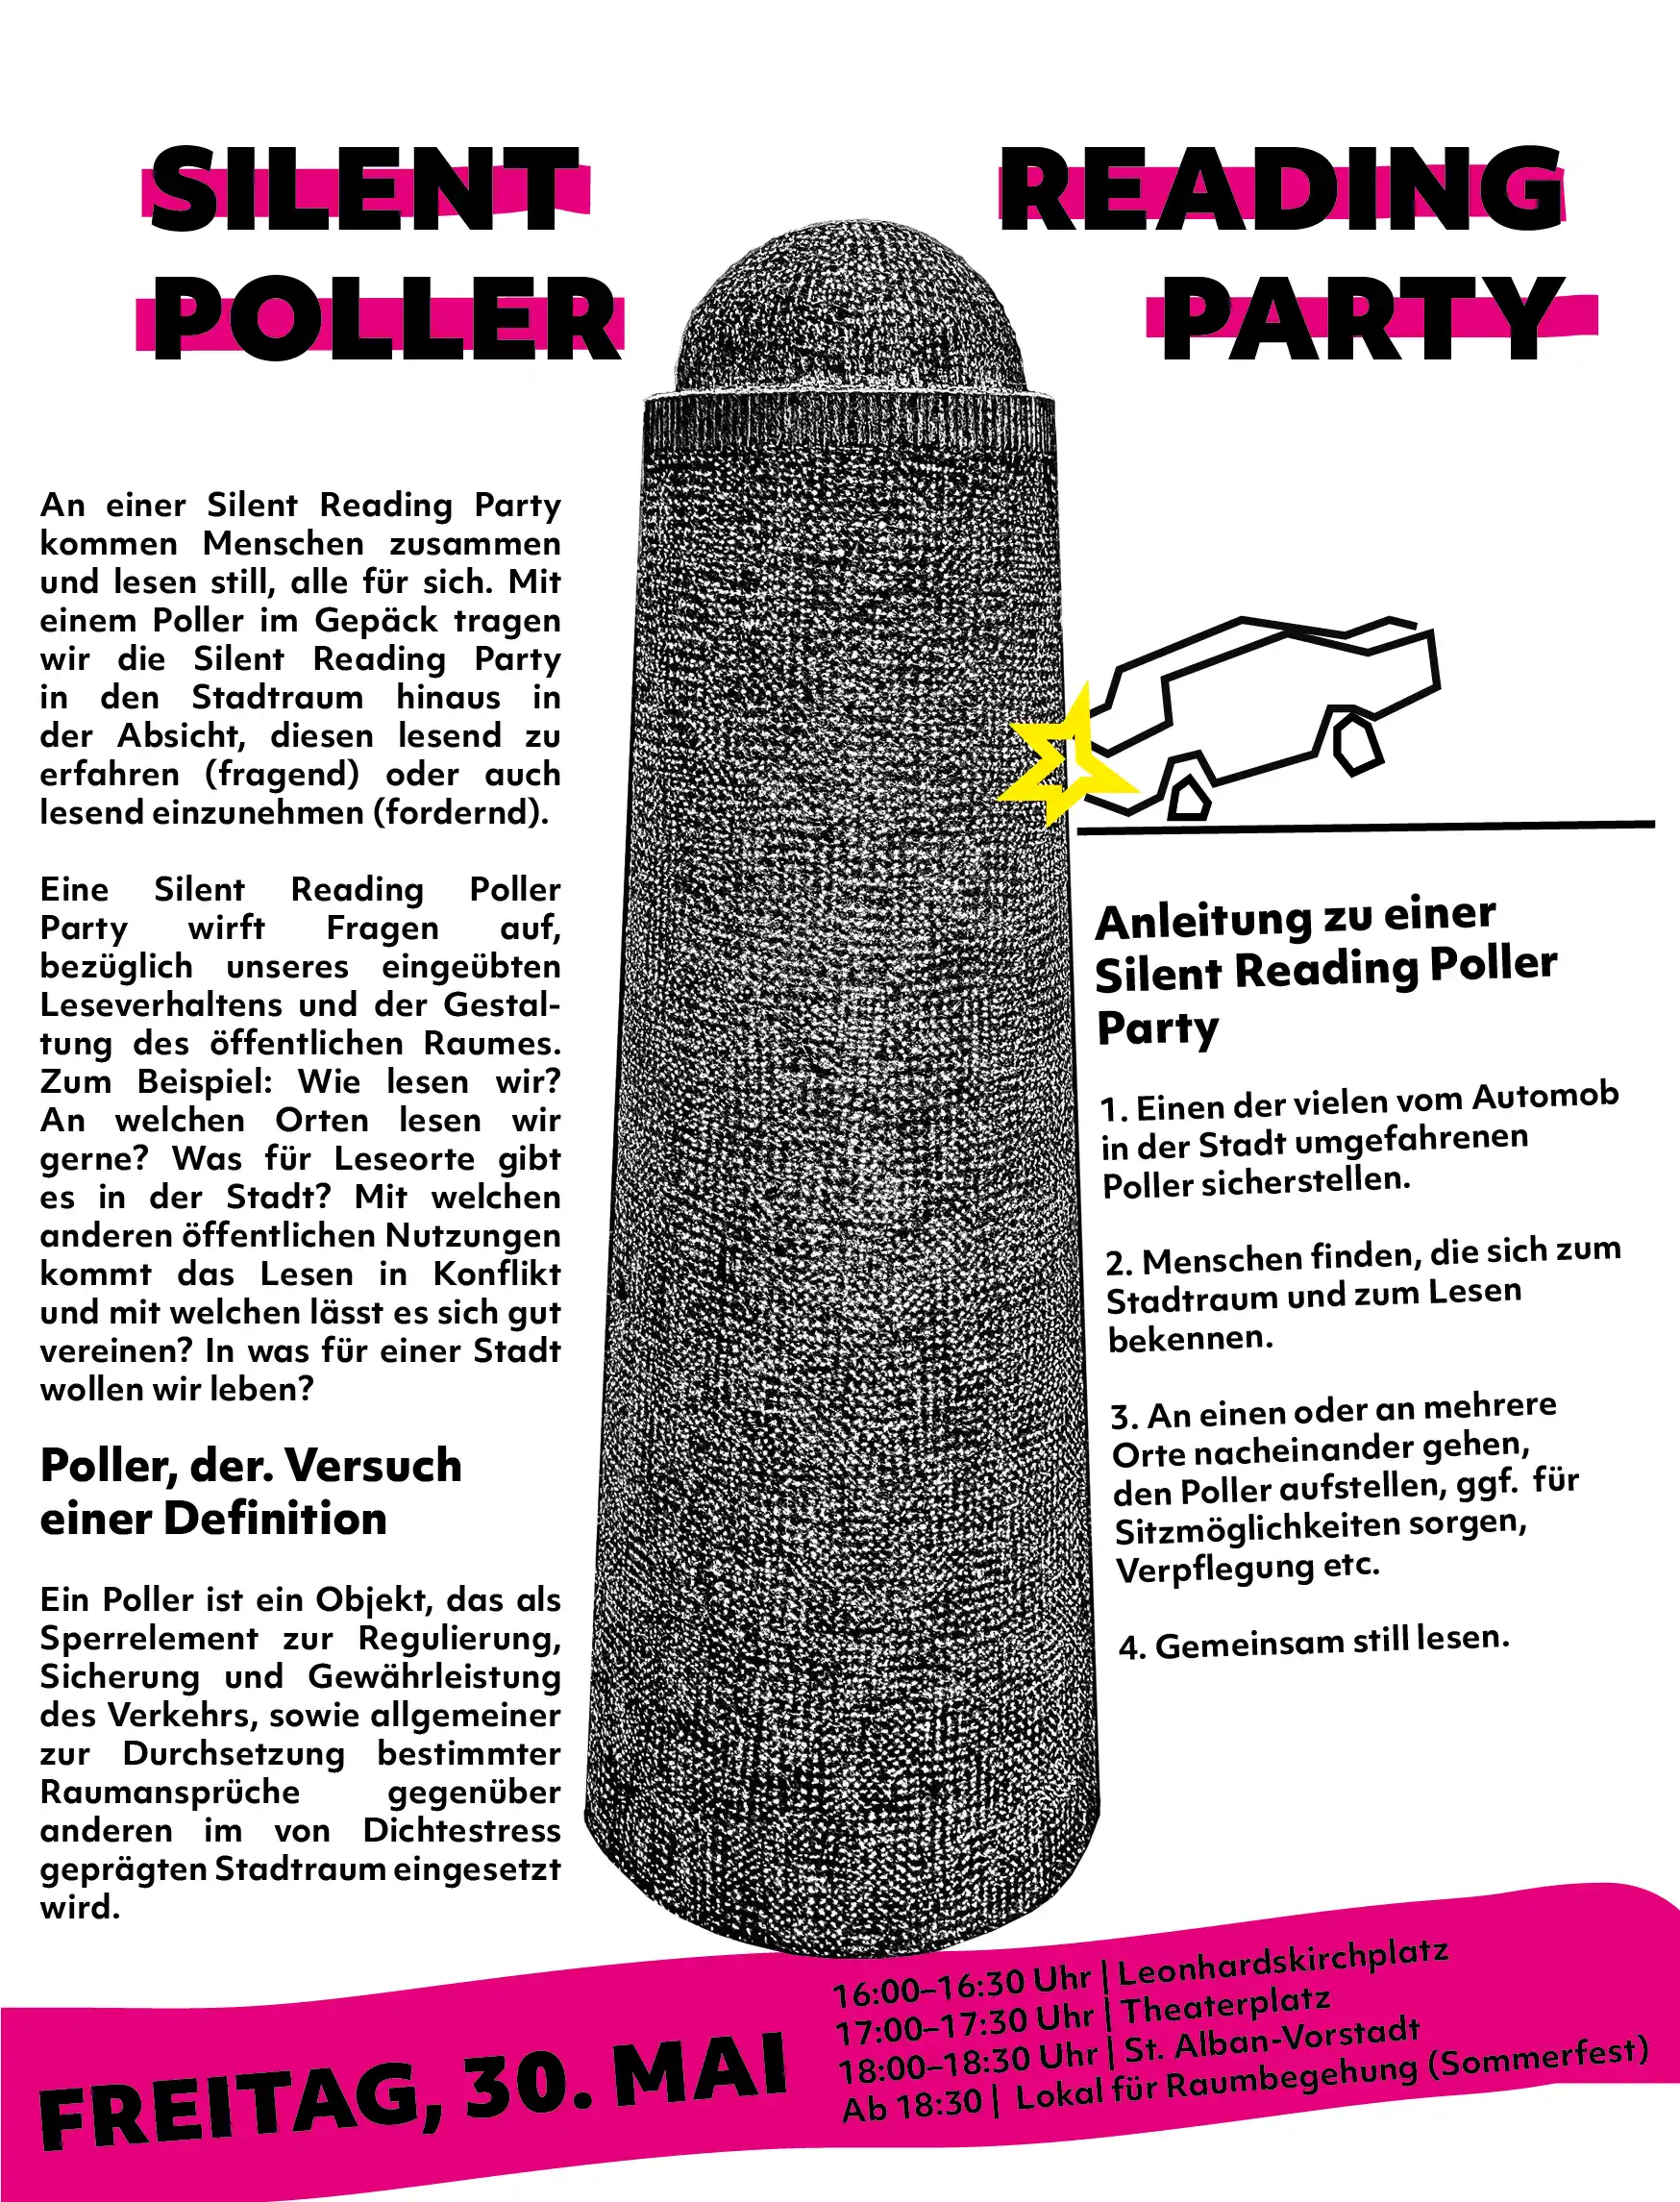 SILENT READING
POLLER PARTY
An einer Silent Reading Party
kommen Menschen zusammen
und lesen still, alle für sich. Mit
einem Poller im Gepäck tragen
wir die Silent Reading Party
in den Stadtraum hinaus in
der Absicht, diesen lesend zu
erfahren (fragend) oder auch
lesend einzunehmen (fordernd).
Eine Silent Reading Poller
Party wirft Fragen auf,
bezüglich unseres eingeübten
Leseverhaltens und der Gestal-
tung des öffentlichen Raumes.
Zum Beispiel: Wie lesen wir?
An welchen Orten lesen wir
gerne? Was für Leseorte gibt
es in der Stadt? Mit welchen
anderen öffentlichen Nutzungen
kommt das Lesen in Konflikt
und mit welchen lässt es sich gut
vereinen? In was für einer Stadt
wollen wir leben?
Poller, der. Versuch
einer Definition
Ein Poller ist ein Objekt, das als
Sperrelement zur Regulierung,
Sicherung und Gewährleistung
des Verkehrs, sowie allgemeiner
zur Durchsetzung bestimmter
Raumansprüche gegenüber
anderen im von Dichtestress
geprägten Stadtraum eingesetzt
wird.
Anleitung zu einer
Silent Reading Poller
Party
1. Einen der vielen vom Automob
in der Stadt umgefahrenen
Poller sicherstellen.
2. Menschen finden, die sich zum
Stadtraum und zum Lesen
bekennen.
3. An einen oder an mehrere
Orte nacheinander gehen,
den Poller aufstellen, ggf. für
Sitzmöglichkeiten sorgen,
Verpflegung etc.
4. Gemeinsam still lesen.
FREITAG, 30. MAI
16:00–16:30 Uhr | Leonhardskirchplatz
17:00–17:30 Uhr | Theaterplatz
18:00–18:30 Uhr | St. Alban-Vorstadt
Ab 18:30 | Lokal für Raumbegehung (Sommerfest)